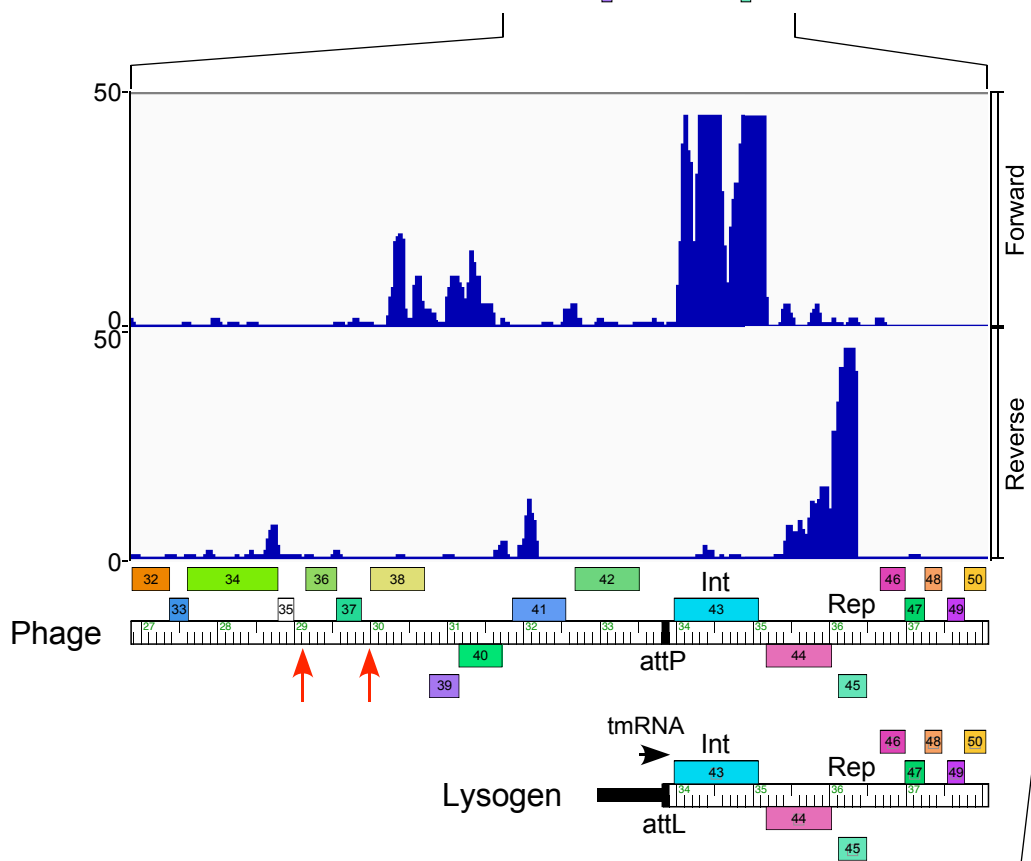 50
Forward
0
50
Reverse
0
32 34 36 38 42 Int 46 48 50
33 35 37 41 43 Rep 47 49
Phage 27 28 29 30 31 32 33 34 35 36 37
40 attP 44
39 45
tmRNA Int 46 48 50
43 Rep 47 49
Lysogen 34 35 36 37
attL 44
45